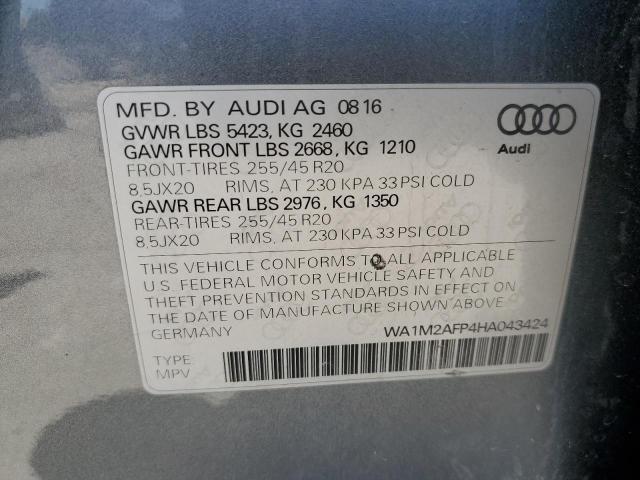 MFD. BY AUDI AG 08 16
GVWR LBS 5423, KG 2460
GAWR FRONT LBS 2668, KG 1210
FRONT-TIRES 255/45 R20
8.5JX20 RIMS, AT 230 KPA 33 PSI COLD
GAWR REAR LBS 2976, KG 1350
REAR-TIRES 255/45 R20
8.5JX20 RIMS, AT 230 KPA 33 PSI COLD
Audi
THIS VEHICLE CONFORMS TO ALL APPLICABLE
U.S. FEDERAL MOTOR VEHICLE SAFETY AND
THEFT PREVENTION STANDARDS IN EFFECT ON
THE DATE OF MANUFACTURE SHOWN ABOVE.
GERMANY WA1M2AFP4HA043424
TYPE:
MPV